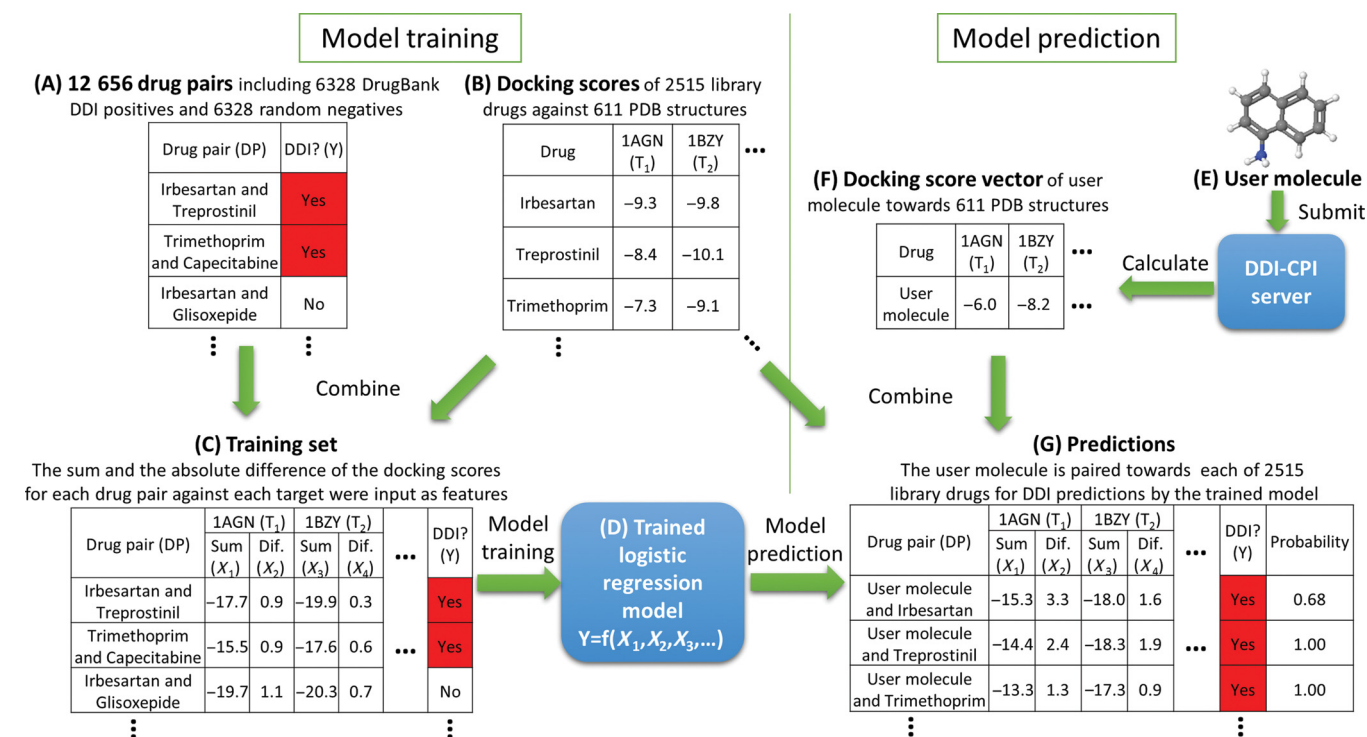 Model training
Model prediction
(A) 12 656 drug pairs including 6328 DrugBank
DDI positives and 6328 random negatives
Drug pair (DP) DDI? (Y)
Irbesartan and
Treprostinil
Yes
Trimethoprim
and Capecitabine
Yes
Irbesartan and
Glisoxepide
No
(B) Docking scores of 2515 library
drugs against 611 PDB structures
Drug
1AGN
(T1)
1BZY
(T2)
...
Irbesartan −9.3 −9.8
Treprostinil −8.4 −10.1
Trimethoprim −7.3 −9.1
(E) User molecule
Submit
DDI-CPI
server
Calculate
(F) Docking score vector of user
molecule towards 611 PDB structures
Drug
1AGN
(T1)
1BZY
(T2)
...
User
molecule
−6.0 −8.2 ...
Combine
Combine
(C) Training set
The sum and the absolute difference of the docking scores
for each drug pair against each target were input as features
Drug pair (DP)
1AGN (T1) 1BZY (T2)
Sum
(X1)
Dif.
(X2)
Sum
(X3)
Dif.
(X4)
...
DDI?
(Y)
Irbesartan and
Treprostinil
−17.7 0.9 −19.9 0.3 Yes
Trimethoprim
and Capecitabine
−15.5 0.9 −17.6 0.6 ... Yes
Irbesartan and
Glisoxepide
−19.7 1.1 −20.3 0.7 No
Model
training
(D) Trained
logistic
regression
model
Y=f(X1,X2,X3,...)
Model
prediction
(G) Predictions
The user molecule is paired towards each of 2515
library drugs for DDI predictions by the trained model
Drug pair (DP)
1AGN (T1) 1BZY (T2)
Sum
(X1)
Dif.
(X2)
Sum
(X3)
Dif.
(X4)
...
DDI?
(Y)
Probability
User molecule
and Irbesartan
−15.3 3.3 −18.0 1.6 Yes 0.68
User molecule
and Treprostinil
−14.4 2.4 −18.3 1.9 ... Yes 1.00
User molecule
and Trimethoprim
−13.3 1.3 −17.3 0.9 Yes 1.00